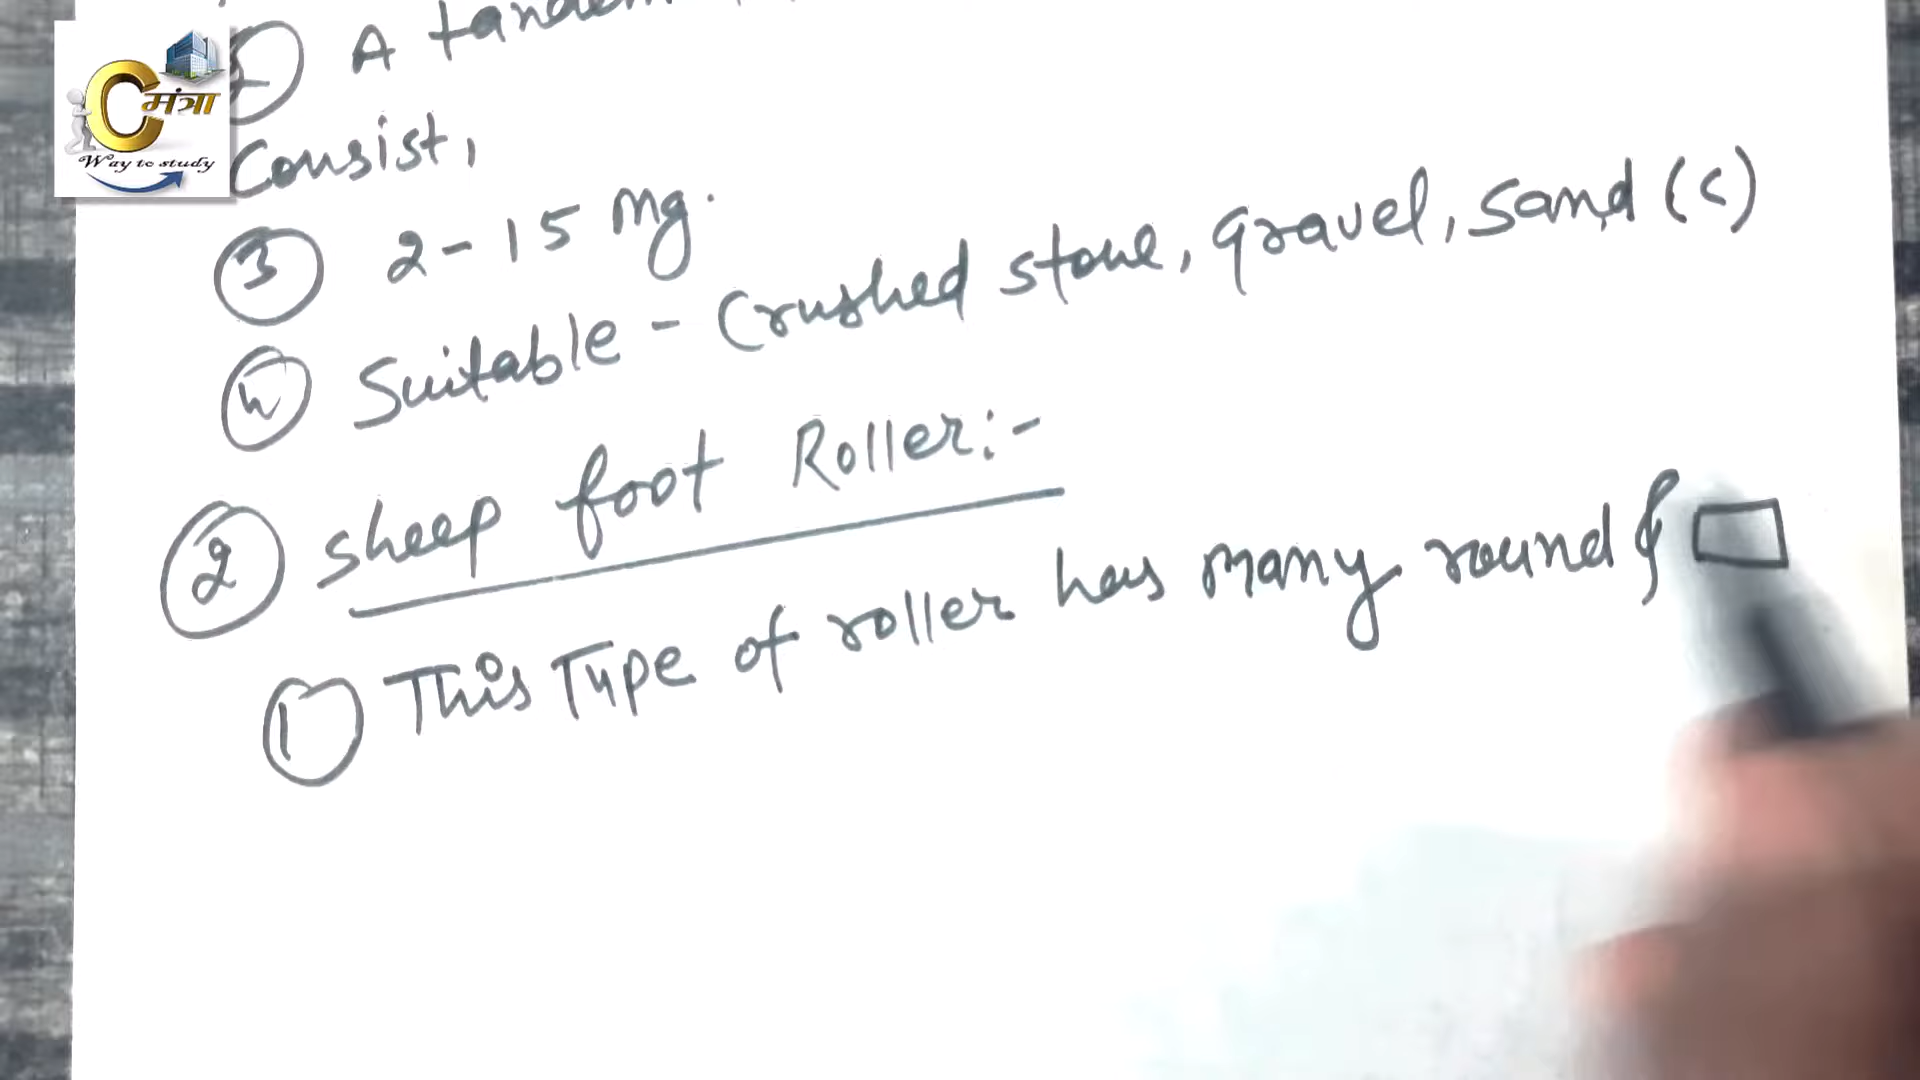 C मंत्रा
Way to study
2 A tandem
Consist,
3 2-15 Mg.
4 Suitable - Crushed stone, gravel, sand (c)
2 Sheep foot Roller:-
1 This Type of roller has many round &